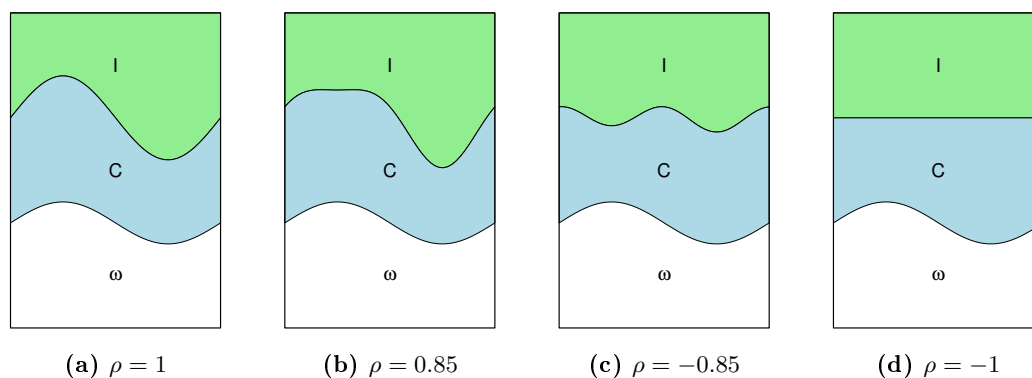 I I I I
C C C C
ω ω ω ω
(a) ρ = 1 (b) ρ = 0.85 (c) ρ = −0.85 (d) ρ = −1